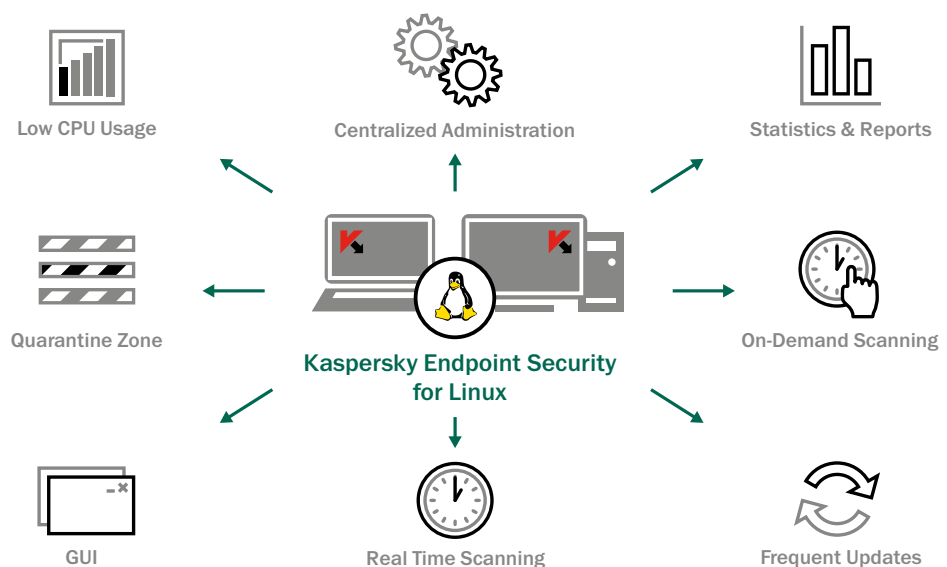 Low CPU Usage
Centralized Administration
Statistics & Reports
Quarantine Zone
On-Demand Scanning
Kaspersky Endpoint Security
for Linux
GUI
Real Time Scanning
Frequent Updates